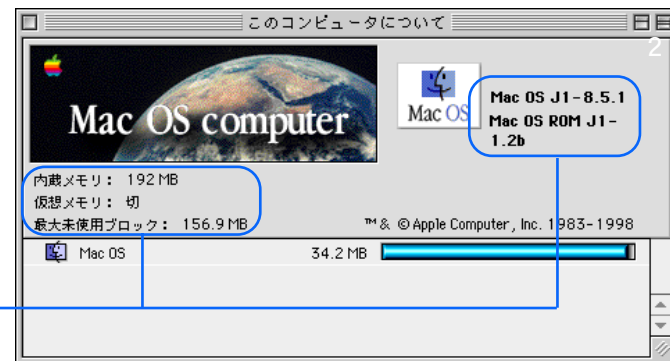 このコンピュータについて
2
Mac OS computer
Mac OS
Mac OS J1-8.5.1
Mac OS ROM J1-
1.2b
内蔵メモリ： 192 MB
仮想メモリ： 切
最大未使用ブロック： 156.9 MB
™ & © Apple Computer, Inc. 1983-1998
Mac OS 34.2 MB